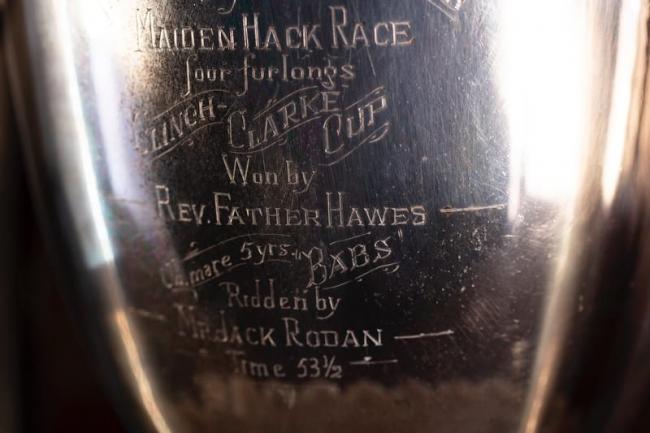 MAIDEN HACK RACE
four furlongs
CLINCH-CLARKE CUP
Won by
REV. FATHER HAWES
mare 5yrs. "BABS"
Ridden by
Mr. JACK RODAN
Time 53½